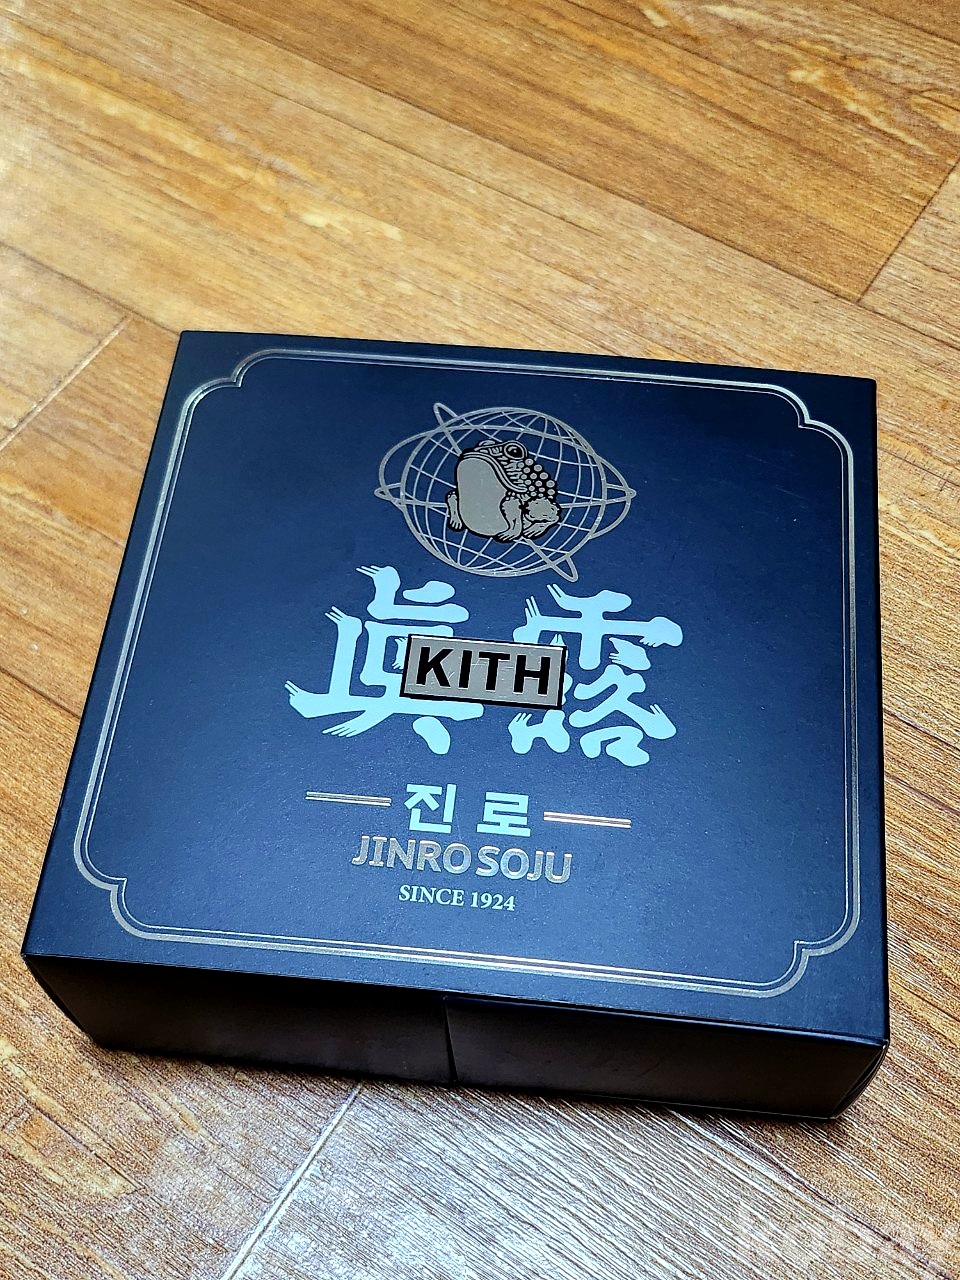 眞露
KITH
진로
JINRO SOJU
SINCE 1924